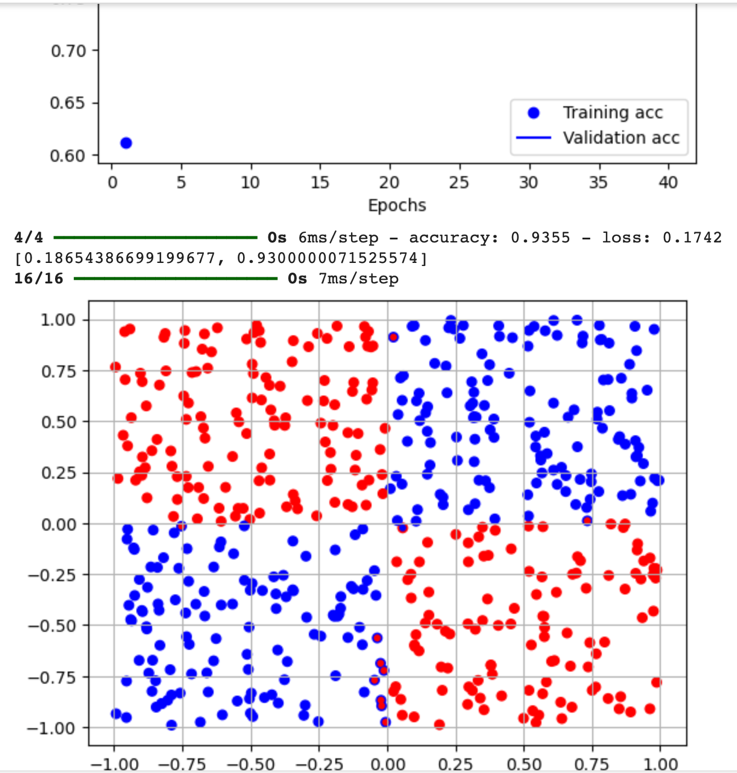 0.70
0.65
0.60
Training acc
Validation acc
0 5 10 15 20 25 30 35 40
Epochs
4/4 ━━━━━━━━━━━━━━━━━━━━ 0s 6ms/step - accuracy: 0.9355 - loss: 0.1742
[0.18654386699199677, 0.9300000071525574]
16/16 ━━━━━━━━━━━━━━━━━━━━ 0s 7ms/step
1.00
0.75
0.50
0.25
0.00
−0.25
−0.50
−0.75
−1.00
−1.00 −0.75 −0.50 −0.25 0.00 0.25 0.50 0.75 1.00